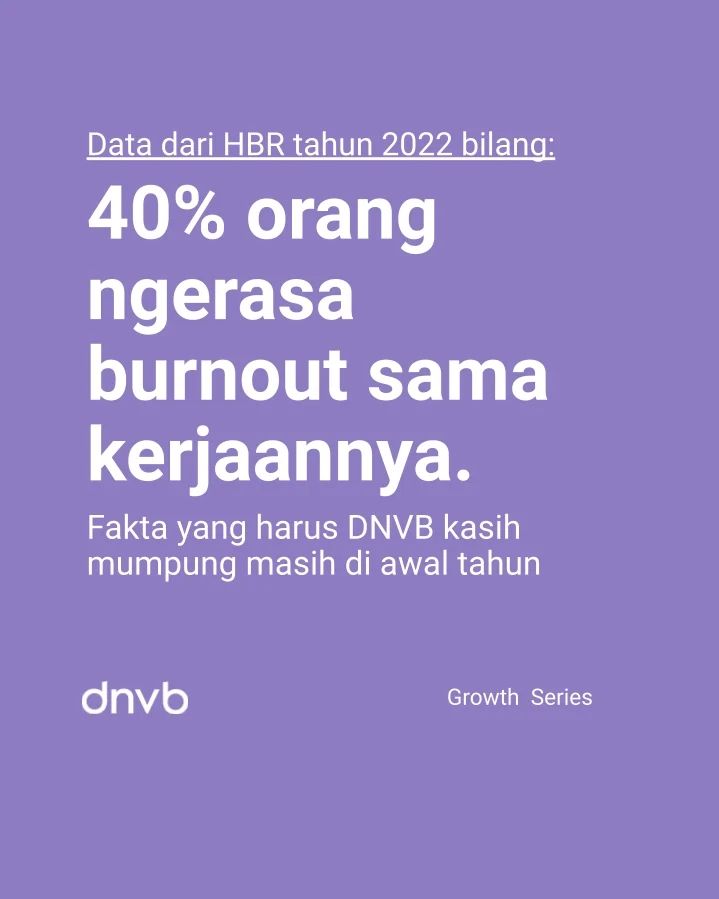 Data dari HBR tahun 2022 bilang:
40% orang
ngerasa
burnout sama
kerjaannya.
Fakta yang harus DNVB kasih
mumpung masih di awal tahun
dnvb
Growth Series